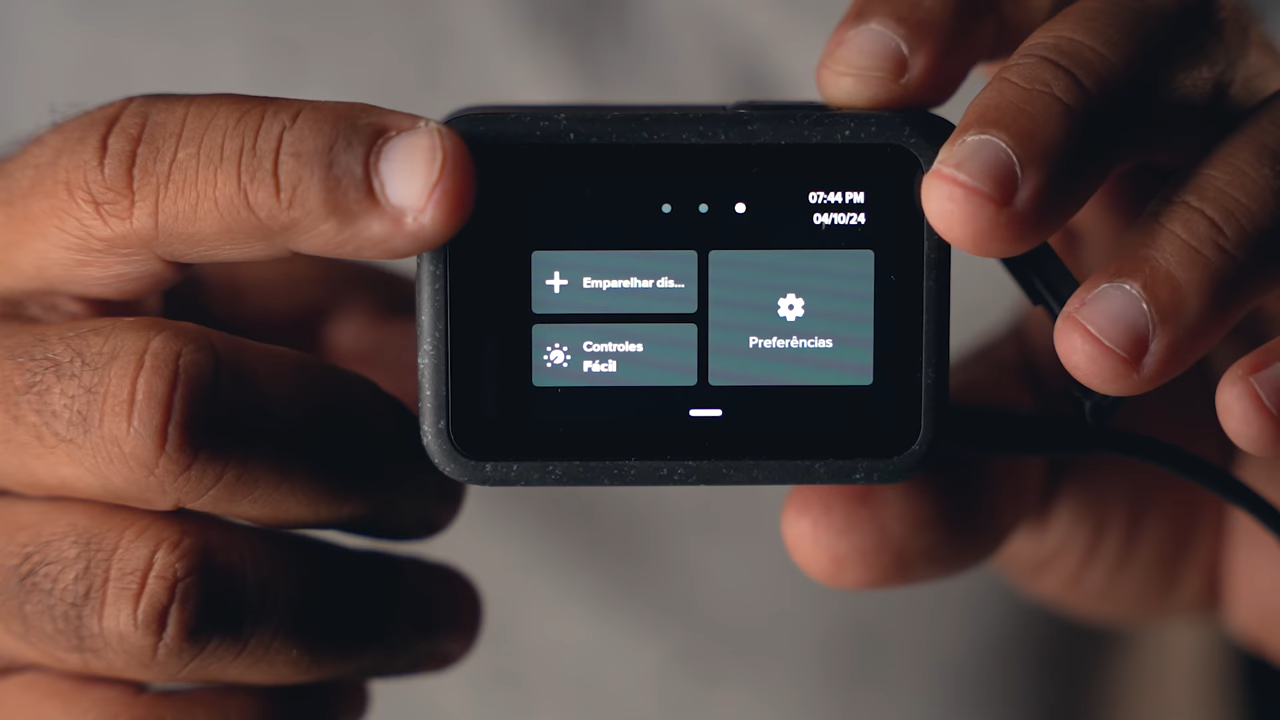 07:44 PM
04/10/24
Emparelhar dis...
Controles
Fácil
Preferências